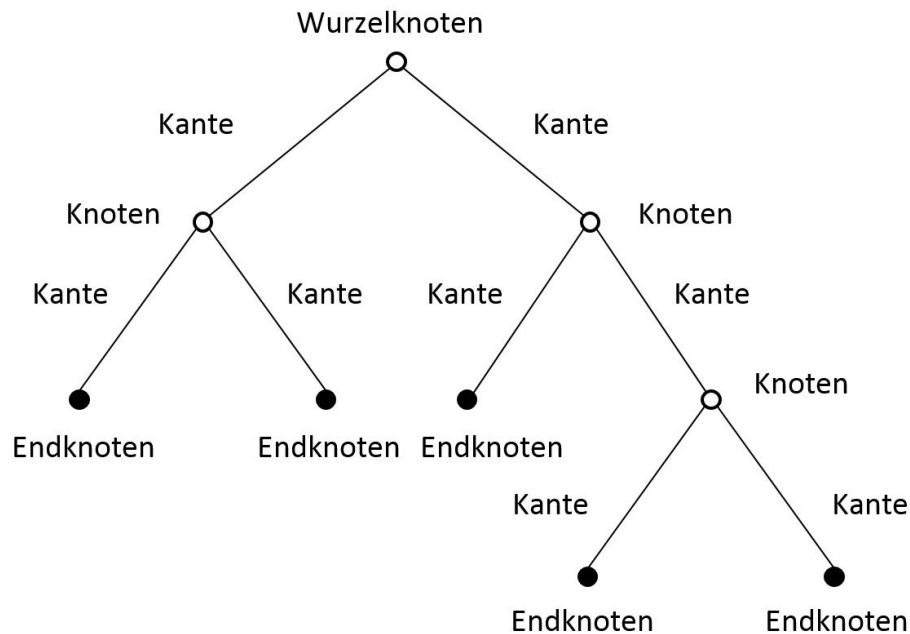 Wurzelknoten
Kante Kante
Knoten Knoten
Kante Kante Kante Kante
Knoten
Endknoten Endknoten Endknoten
Kante Kante
Endknoten Endknoten